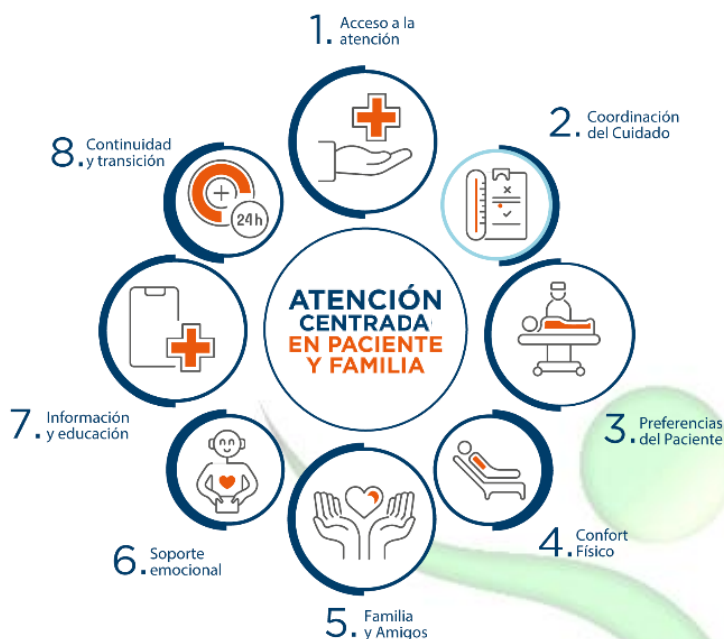 1. Acceso a la
atención
2. Coordinación
del Cuidado
3. Preferencias
del Paciente
4. Confort
Físico
5. Familia
y Amigos
6. Soporte
emocional
7. Información
y educación
8. Continuidad
y transición
24h
ATENCIÓN
CENTRADA
EN PACIENTE
Y FAMILIA